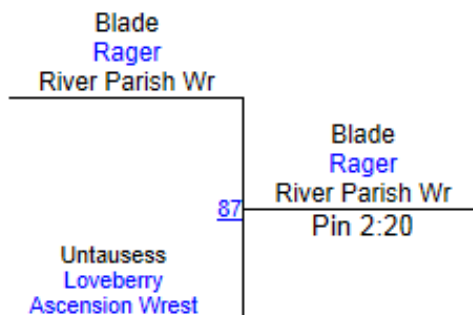 Blade
Rager
River Parish Wr
Blade
Rager
River Parish Wr
87
Pin 2:20
Untausess
Loveberry
Ascension Wrest